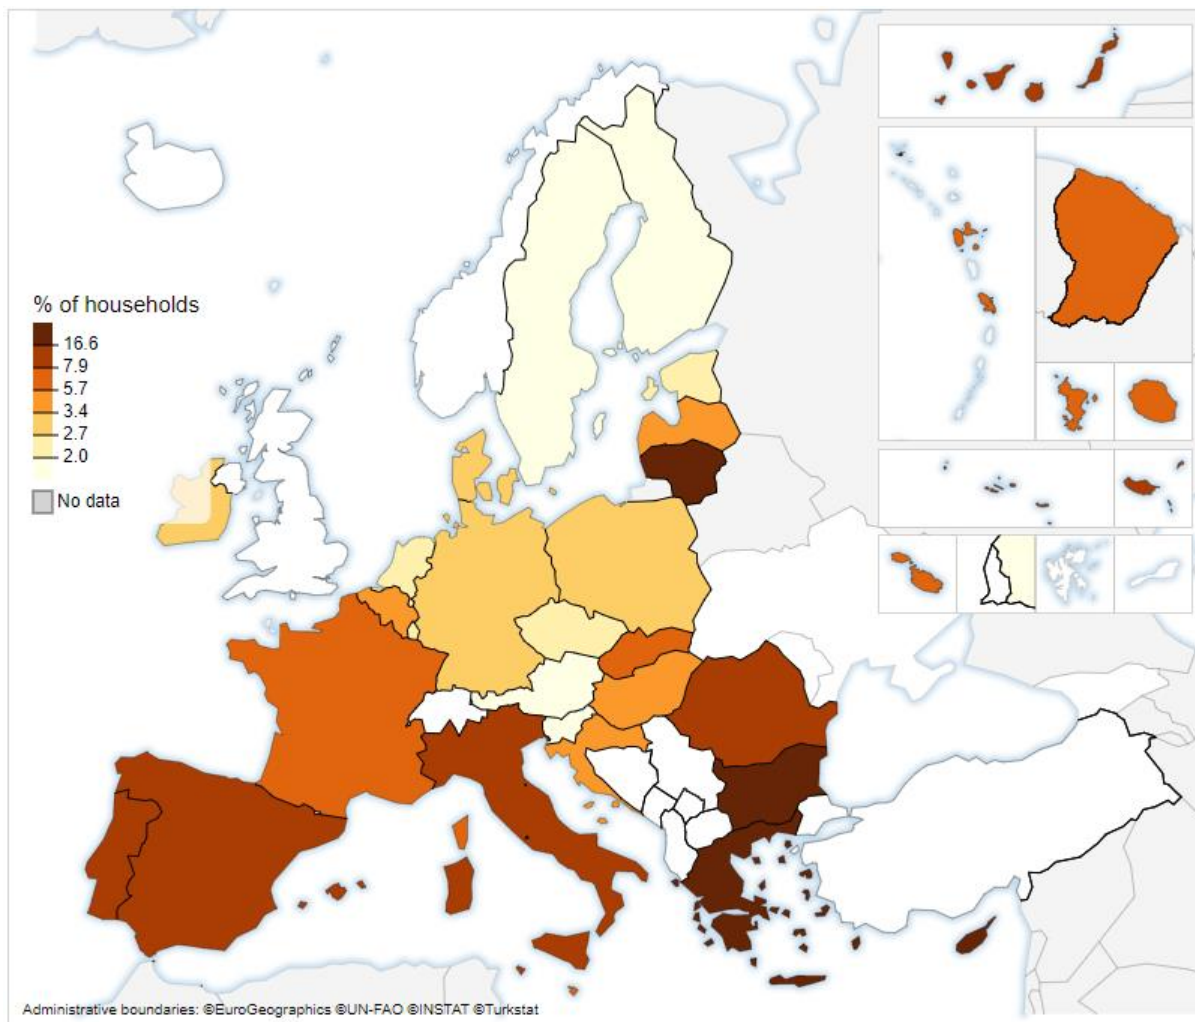 % of households
16.6
7.9
5.7
3.4
2.7
2.0
No data
Administrative boundaries: ©EuroGeographics ©UN-FAO ©INSTAT ©Turkstat